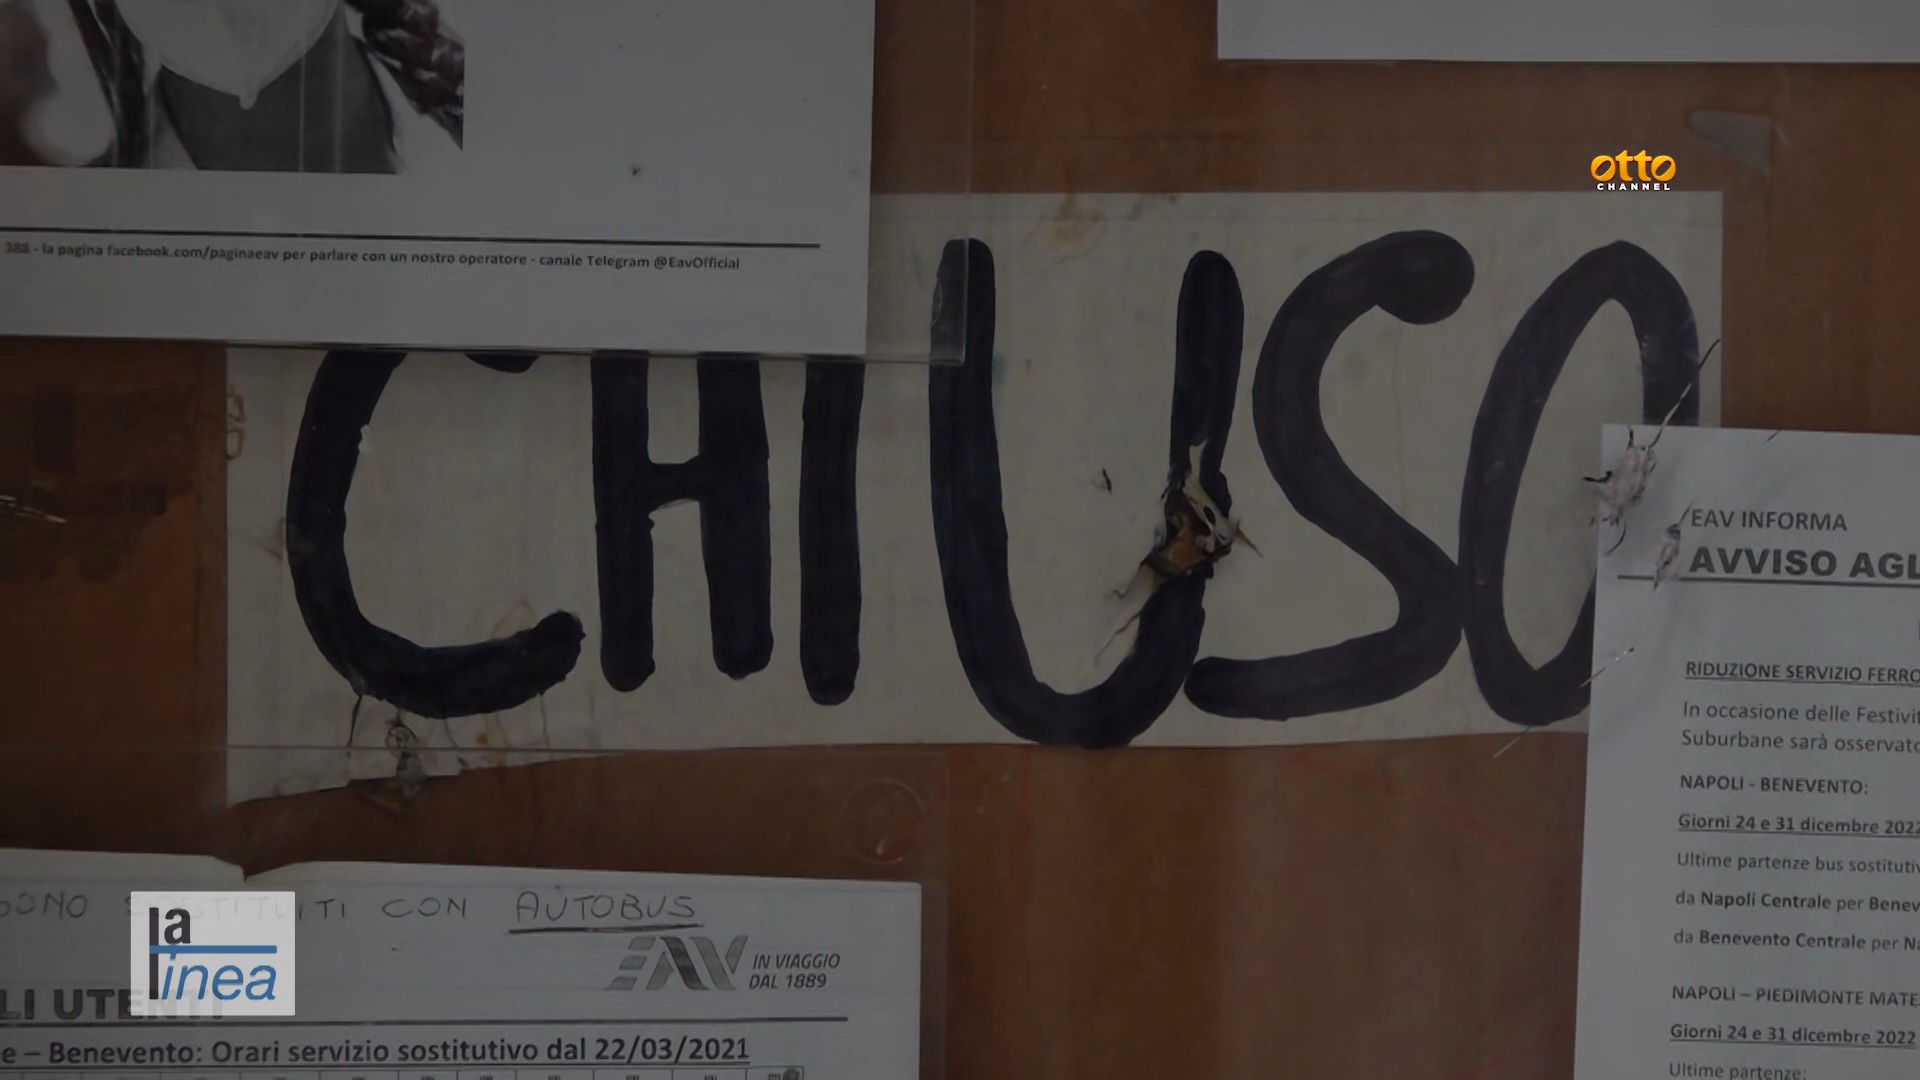 otto
CHANNEL
388 - la pagina facebook.com/paginaeav per parlare con un nostro operatore - canale Telegram @EavOfficial
CHIUSO
EAV INFORMA
AVVISO AGL
RIDUZIONE SERVIZIO FERRO
In occasione delle Festivit
Suburbane sarà osservato
NAPOLI - BENEVENTO:
Giorni 24 e 31 dicembre 2022
Ultime partenze bus sostitutiv
da Napoli Centrale per Benev
da Benevento Centrale per Na
NAPOLI – PIEDIMONTE MATE
Giorni 24 e 31 dicembre 2022
Ultime partenze:
SONO SOSTITUITI CON AUTOBUS
EAV IN VIAGGIO
DAL 1889
la
linea
LI UTENTI
e – Benevento: Orari servizio sostitutivo dal 22/03/2021